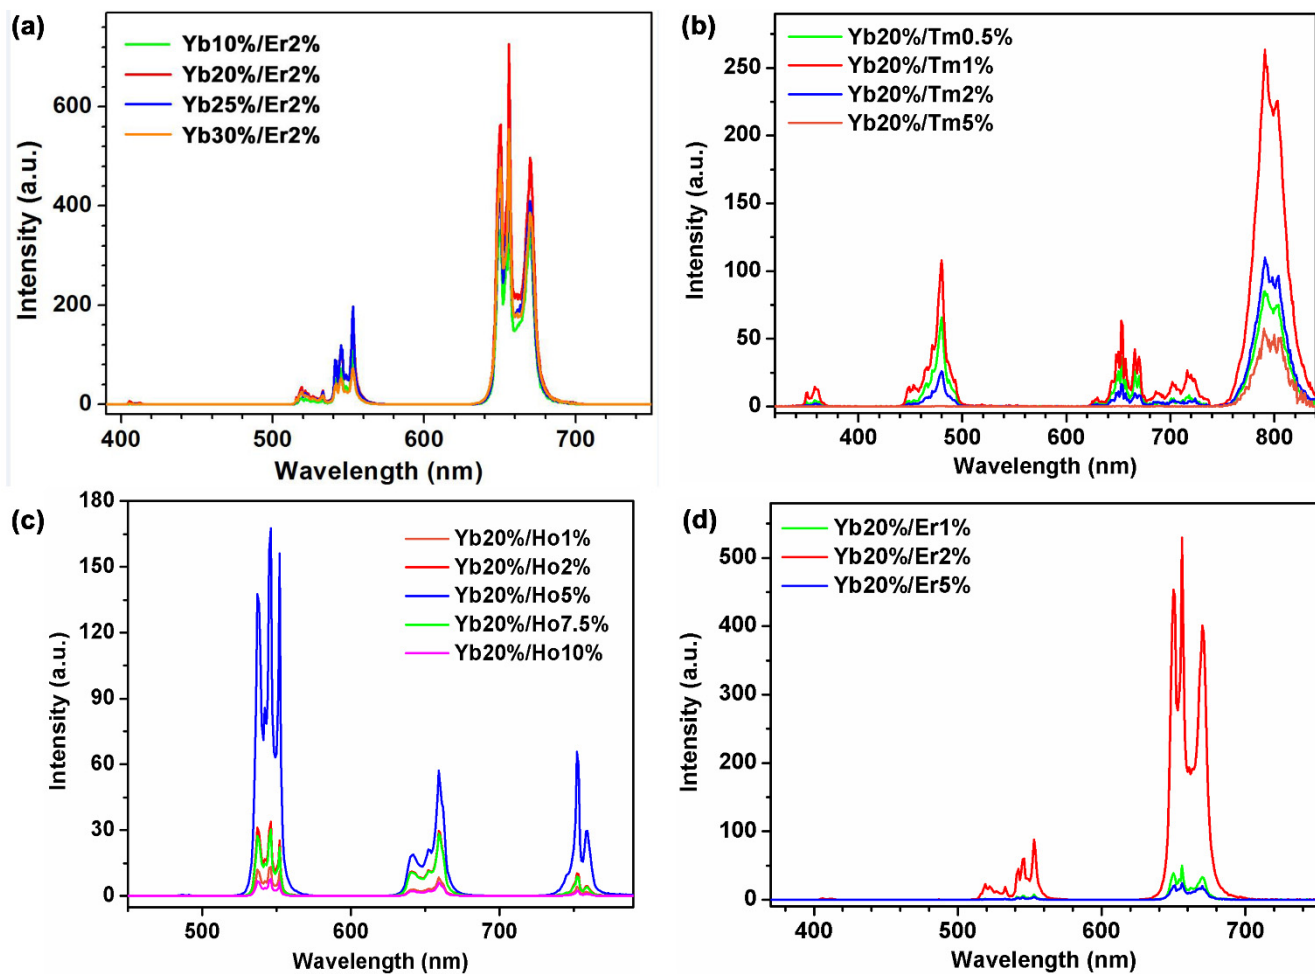 (a)
Yb10%/Er2%
Yb20%/Er2%
Yb25%/Er2%
Yb30%/Er2%
600
400
200
0
400
500
600
700
Intensity (a.u.)
Wavelength (nm)
(b)
Yb20%/Tm0.5%
Yb20%/Tm1%
Yb20%/Tm2%
Yb20%/Tm5%
250
200
150
100
50
0
400
500
600
700
800
Intensity (a.u.)
Wavelength (nm)
(c)
Yb20%/Ho1%
Yb20%/Ho2%
Yb20%/Ho5%
Yb20%/Ho7.5%
Yb20%/Ho10%
180
150
120
90
60
30
0
500
600
700
Intensity (a.u.)
Wavelength (nm)
(d)
Yb20%/Er1%
Yb20%/Er2%
Yb20%/Er5%
500
400
300
200
100
0
400
500
600
700
Intensity (a.u.)
Wavelength (nm)